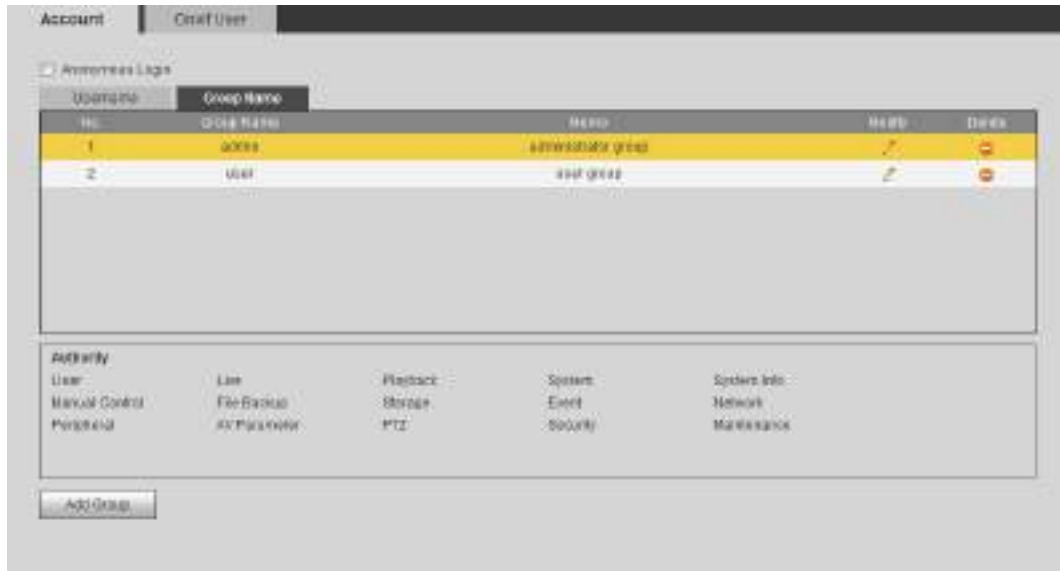 Account Onvif User
Anonymous Login
Username Group Name
No. Group Name Memo Modify Delete
1 admin administrator group
2 user user group
Authority
User Live Playback System System Info
Manual Control File Backup Storage Event Network
Peripheral AV Parameter PTZ Security Maintenance
Add Group